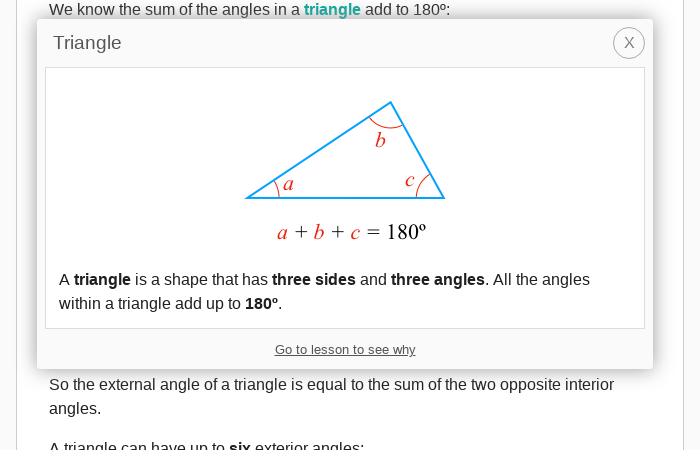 We know the sum of the angles in a triangle add to 180º:
Triangle
X
b
a
c
a + b + c = 180º
A triangle is a shape that has three sides and three angles. All the angles
within a triangle add up to 180º.
Go to lesson to see why
So the external angle of a triangle is equal to the sum of the two opposite interior
angles.
A triangle can have up to six exterior angles: